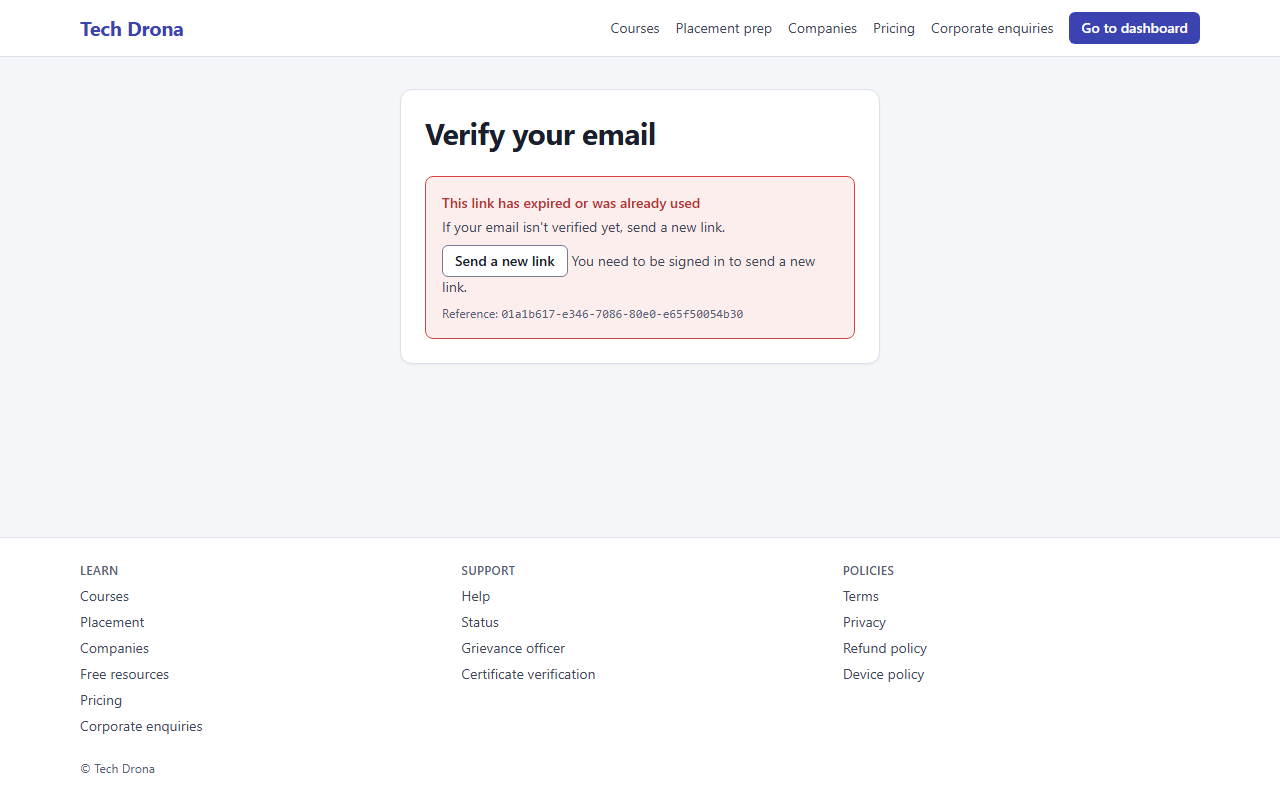 Tech Drona
Courses
Placement prep
Companies
Pricing
Corporate enquiries
Go to dashboard
Verify your email
This link has expired or was already used
If your email isn't verified yet, send a new link.
Send a new link You need to be signed in to send a new
link.
Reference: 01a1b617-e346-7086-80e0-e65f50054b30
LEARN
Courses
Placement
Companies
Free resources
Pricing
Corporate enquiries
SUPPORT
Help
Status
Grievance officer
Certificate verification
POLICIES
Terms
Privacy
Refund policy
Device policy
© Tech Drona